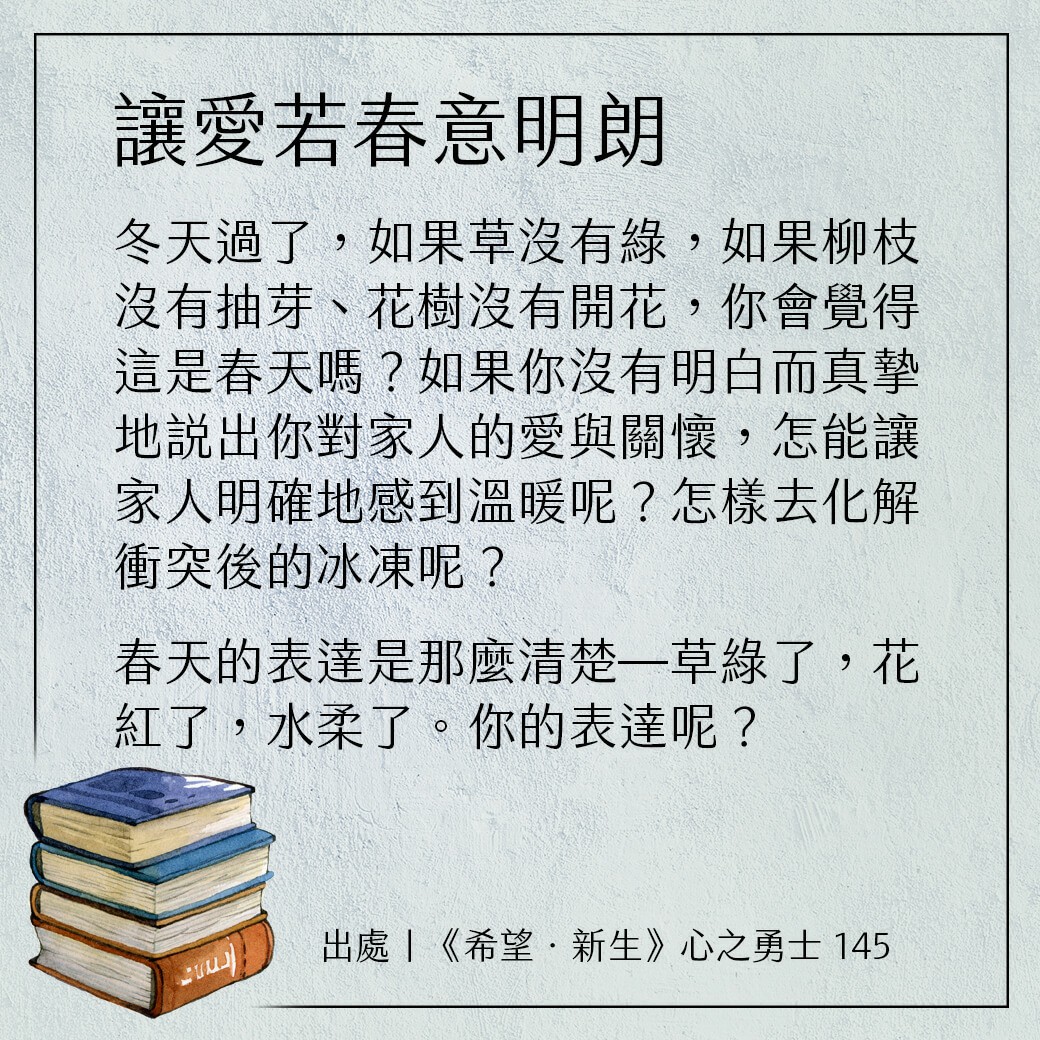 讓愛若春意明朗
冬天過了，如果草沒有綠，如果柳枝
沒有抽芽、花樹沒有開花，你會覺得
這是春天嗎？如果你沒有明白而真摯
地説出你對家人的愛與關懷，怎能讓
家人明確地感到溫暖呢？怎樣去化解
衝突後的冰凍呢？
春天的表達是那麼清楚—草綠了，花
紅了，水柔了。你的表達呢？
出處 | 《希望．新生》心之勇士 145